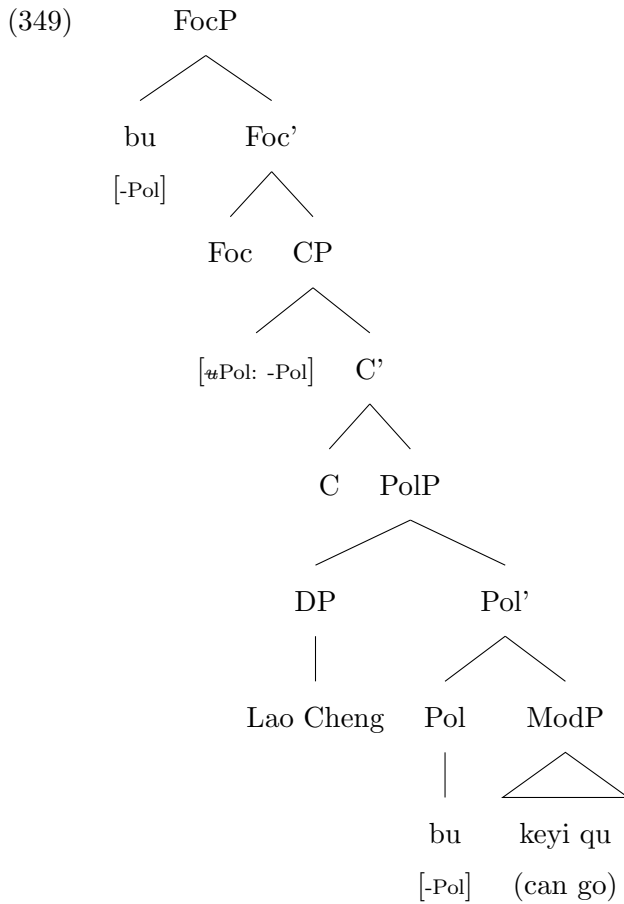 (349) FocP
bu Foc’
[-Pol]
Foc CP
[uPol: -Pol] C’
C PolP
DP Pol’
Lao Cheng Pol ModP
bu keyi qu
[-Pol] (can go)